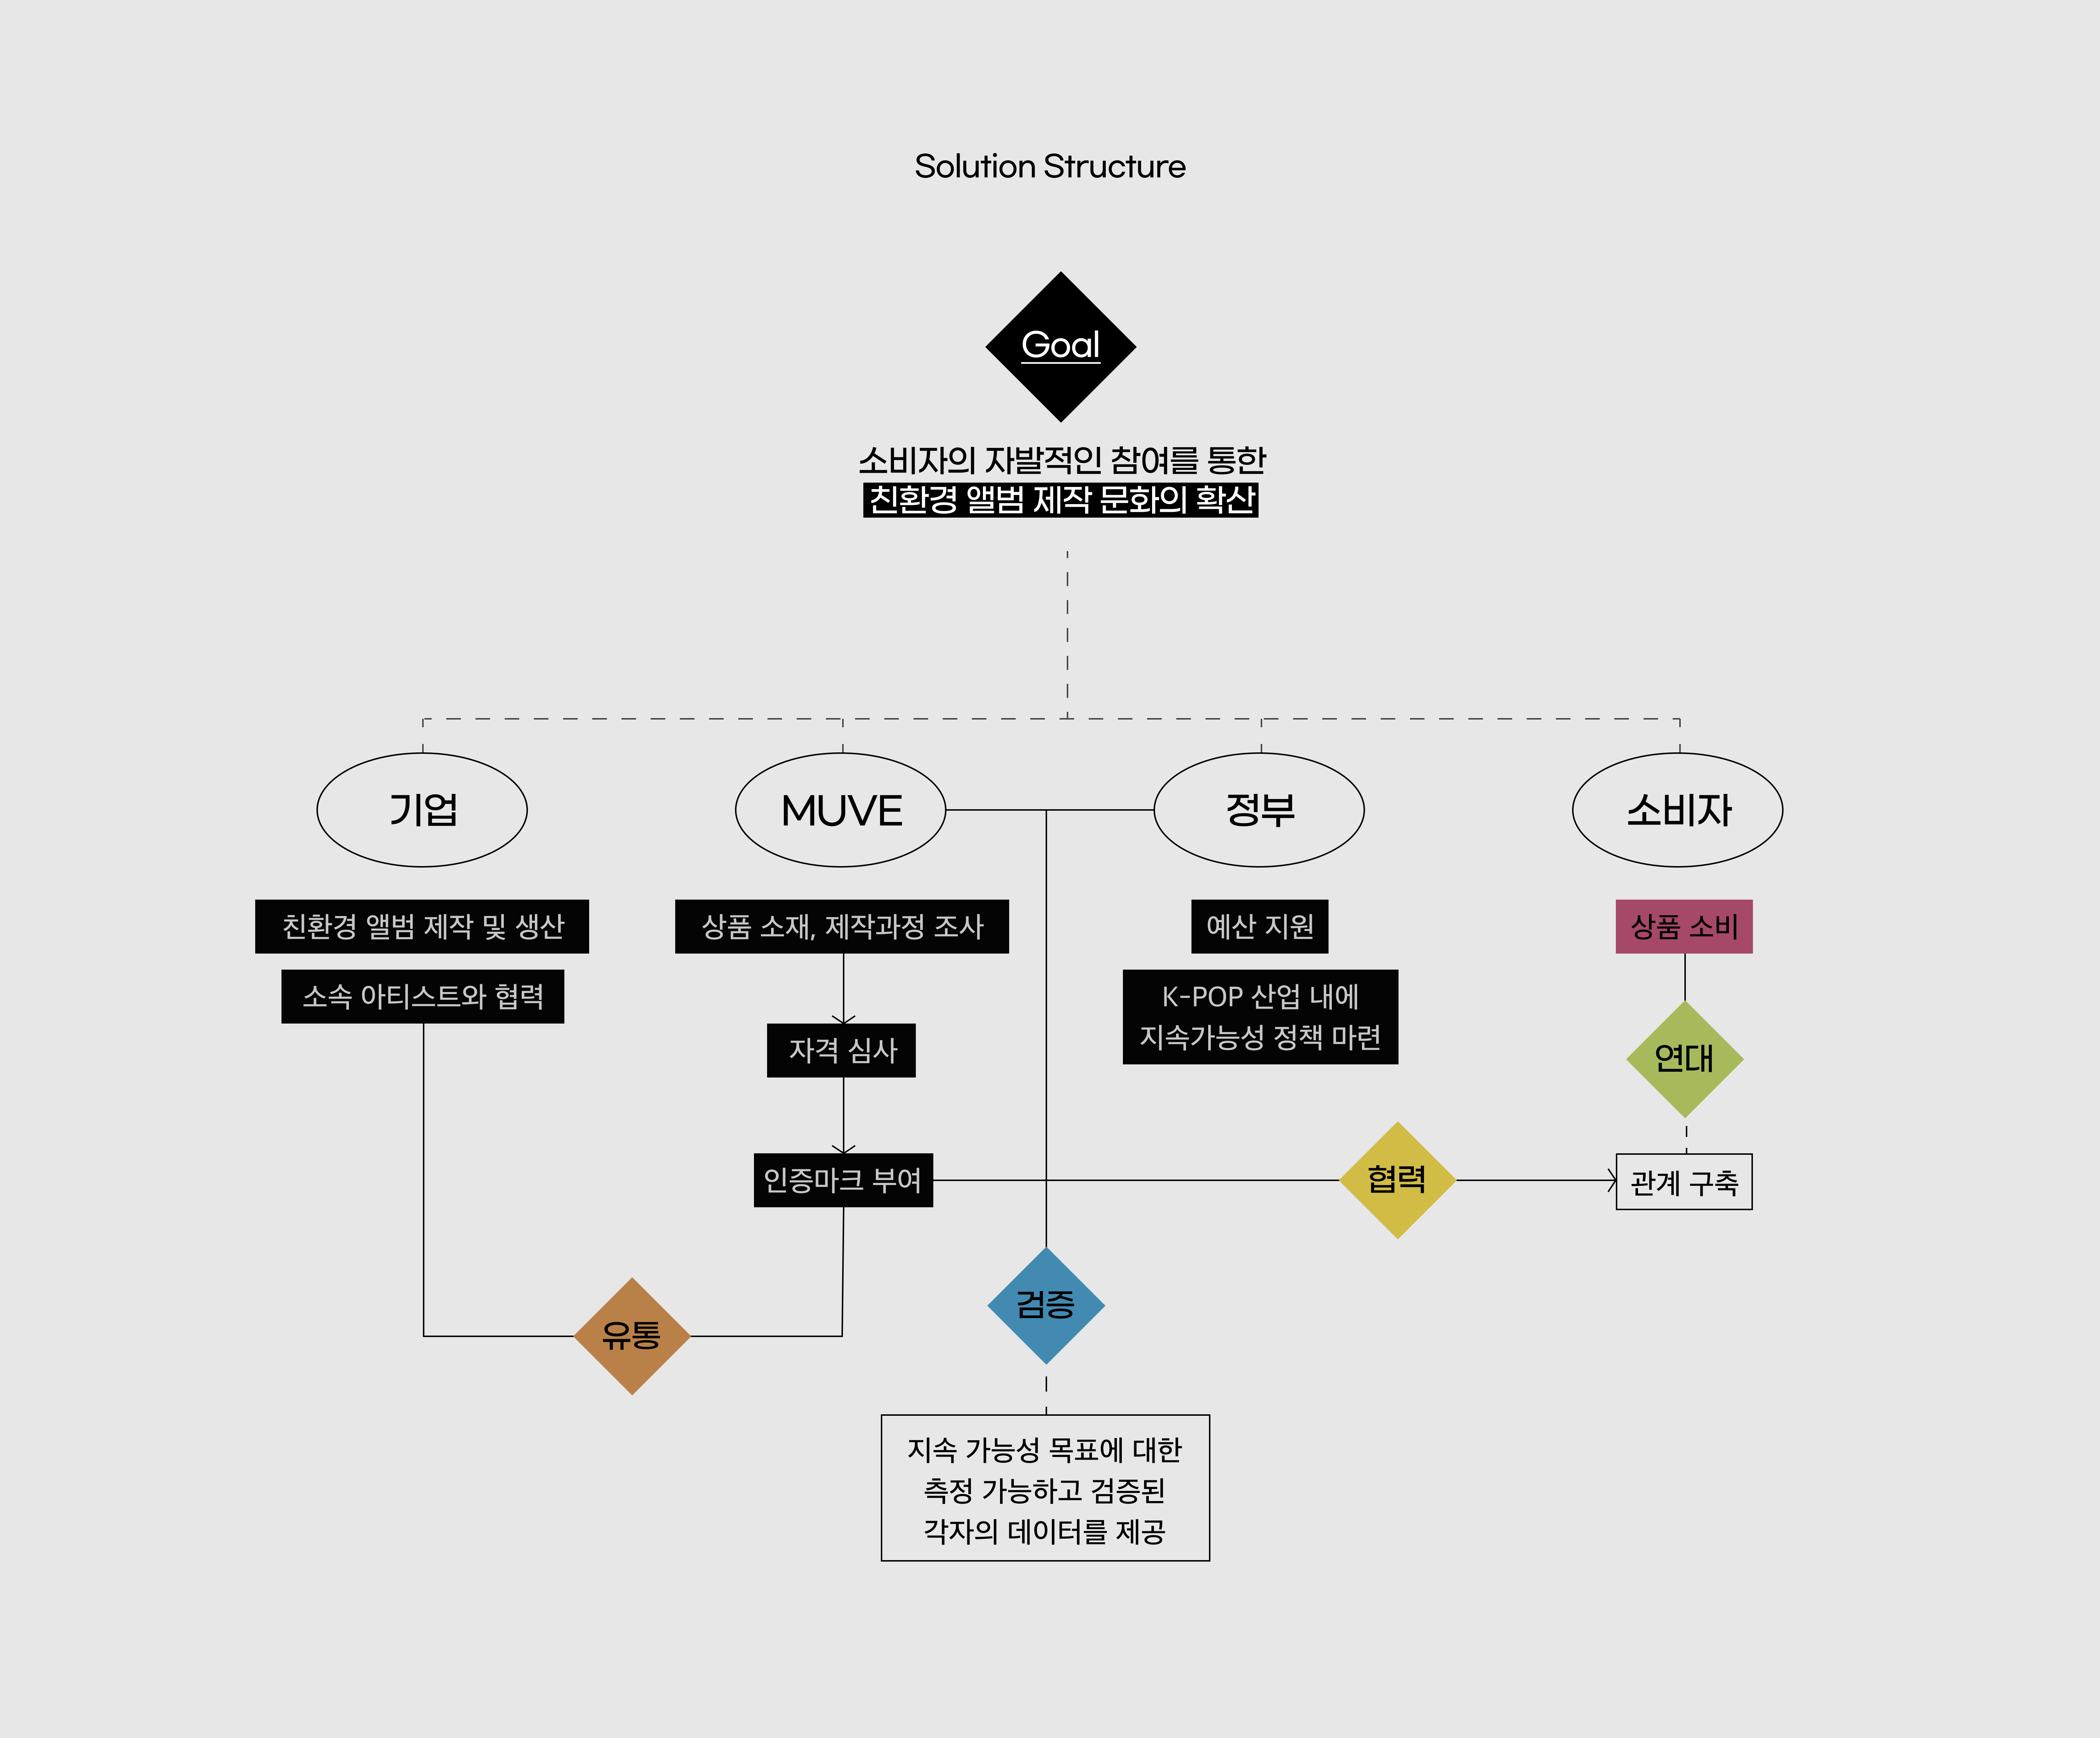 Solution Structure
Goal
소비자의 자발적인 참여를 통한
친환경 앨범 제작 문화의 확산
기업
MUVE
정부
소비자
친환경 앨범 제작 및 생산
상품 소재, 제작과정 조사
예산 지원
상품 소비
소속 아티스트와 협력
K-POP 산업 내에
지속가능성 정책 마련
자격 심사
연대
인증마크 부여
협력
관계 구축
검증
유통
지속 가능성 목표에 대한
측정 가능하고 검증된
각자의 데이터를 제공